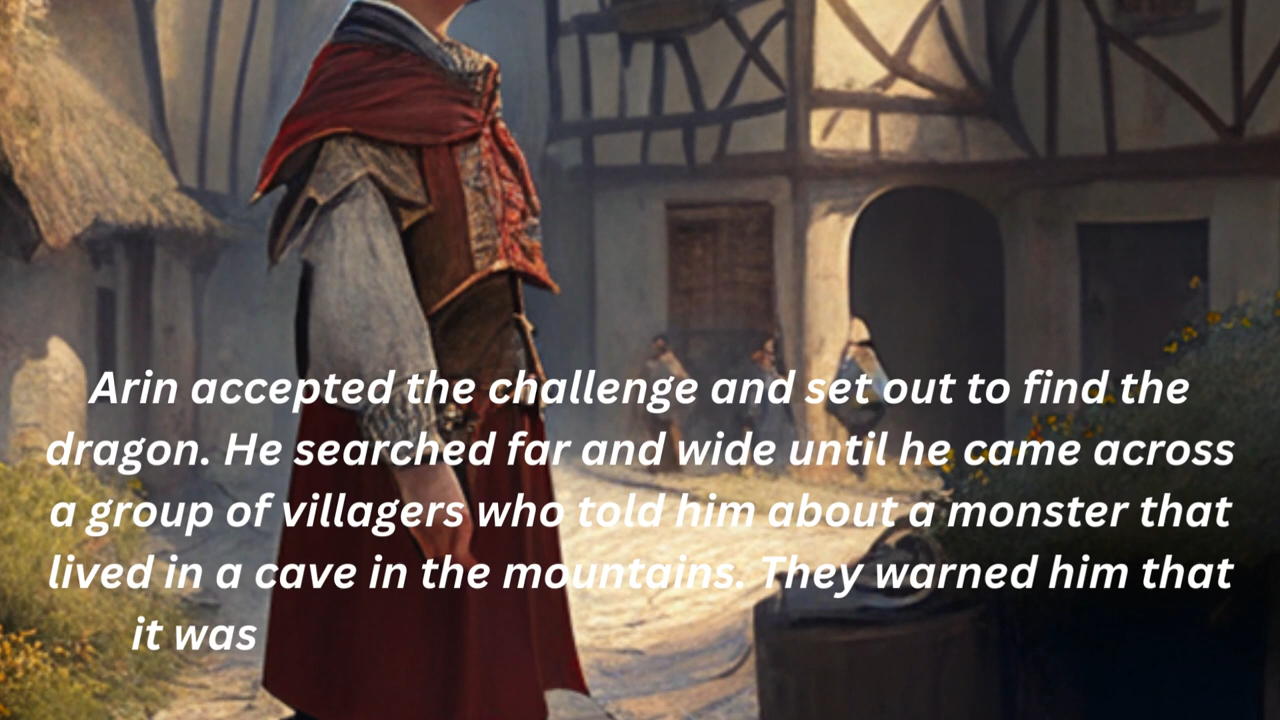 Arin accepted the challenge and set out to find the
dragon. He searched far and wide until he came across
a group of villagers who told him about a monster that
lived in a cave in the mountains. They warned him that
it was